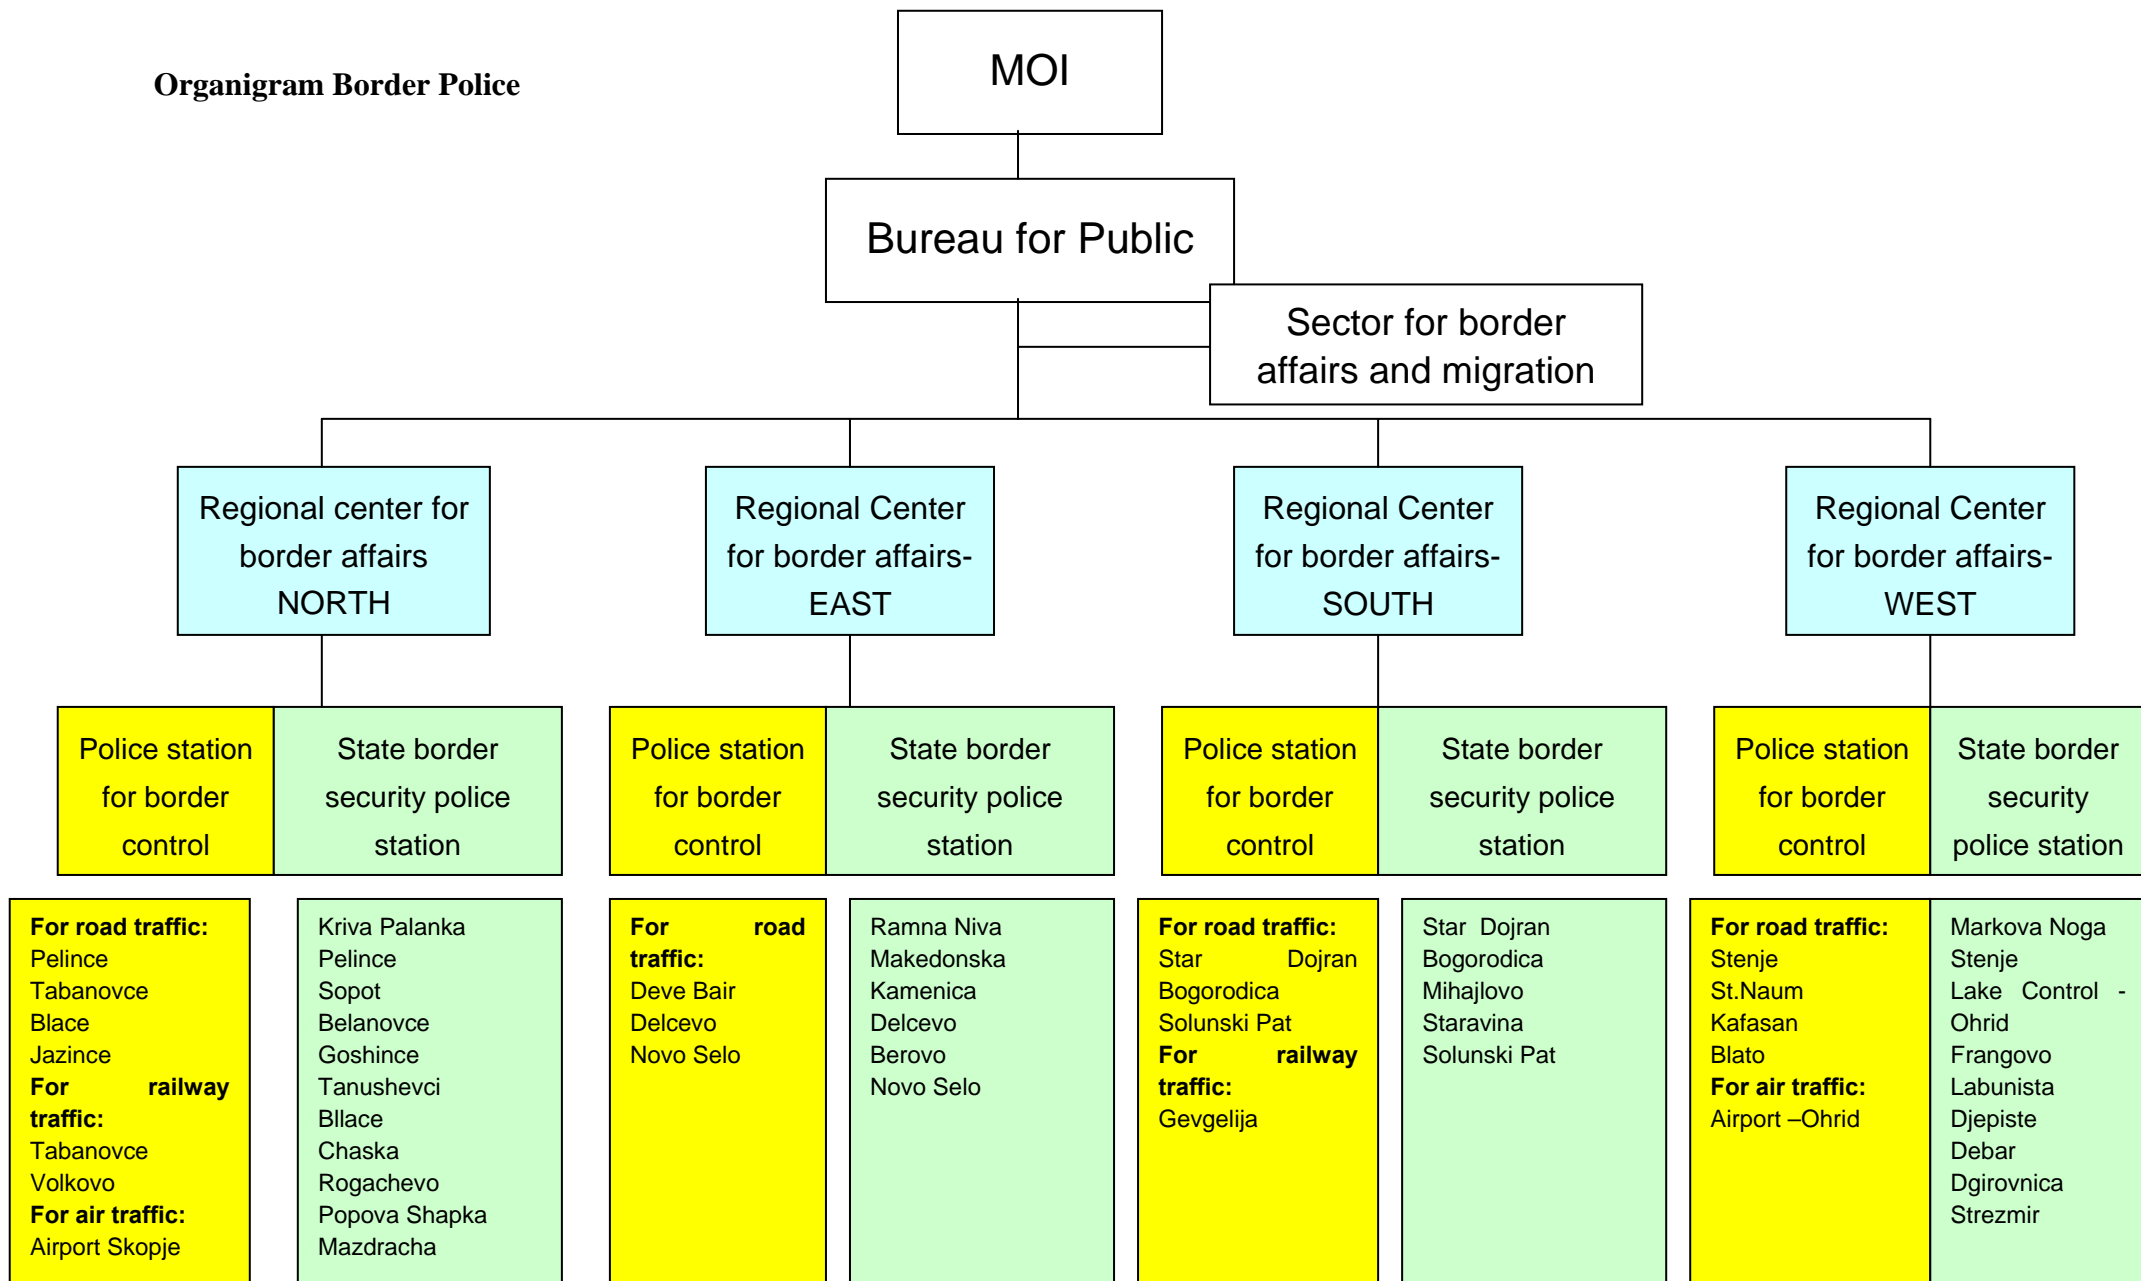 Organigram Border Police
MOI
Bureau for Public
Sector for border
affairs and migration
Regional center for
border affairs
NORTH
Regional Center
for border affairs-
EAST
Regional Center
for border affairs-
SOUTH
Regional Center
for border affairs-
WEST
Police station
for border
control
State border
security police
station
Police station
for border
control
State border
security police
station
Police station
for border
control
State border
security police
station
Police station
for border
control
State border
security
police station
For road traffic:
Pelince
Tabanovce
Blace
Jazince
For railway
traffic:
Tabanovce
Volkovo
For air traffic:
Airport Skopje
Kriva Palanka
Pelince
Sopot
Belanovce
Goshince
Tanushevci
Bllace
Chaska
Rogachevo
Popova Shapka
Mazdracha
For road
traffic:
Deve Bair
Delcevo
Novo Selo
Ramna Niva
Makedonska
Kamenica
Delcevo
Berovo
Novo Selo
For road traffic:
Star Dojran
Bogorodica
Solunski Pat
For railway
traffic:
Gevgelija
Star Dojran
Bogorodica
Mihajlovo
Staravina
Solunski Pat
For road traffic:
Stenje
St.Naum
Kafasan
Blato
For air traffic:
Airport –Ohrid
Markova Noga
Stenje
Lake Control -
Ohrid
Frangovo
Labunista
Djepiste
Debar
Dgirovnica
Strezmir